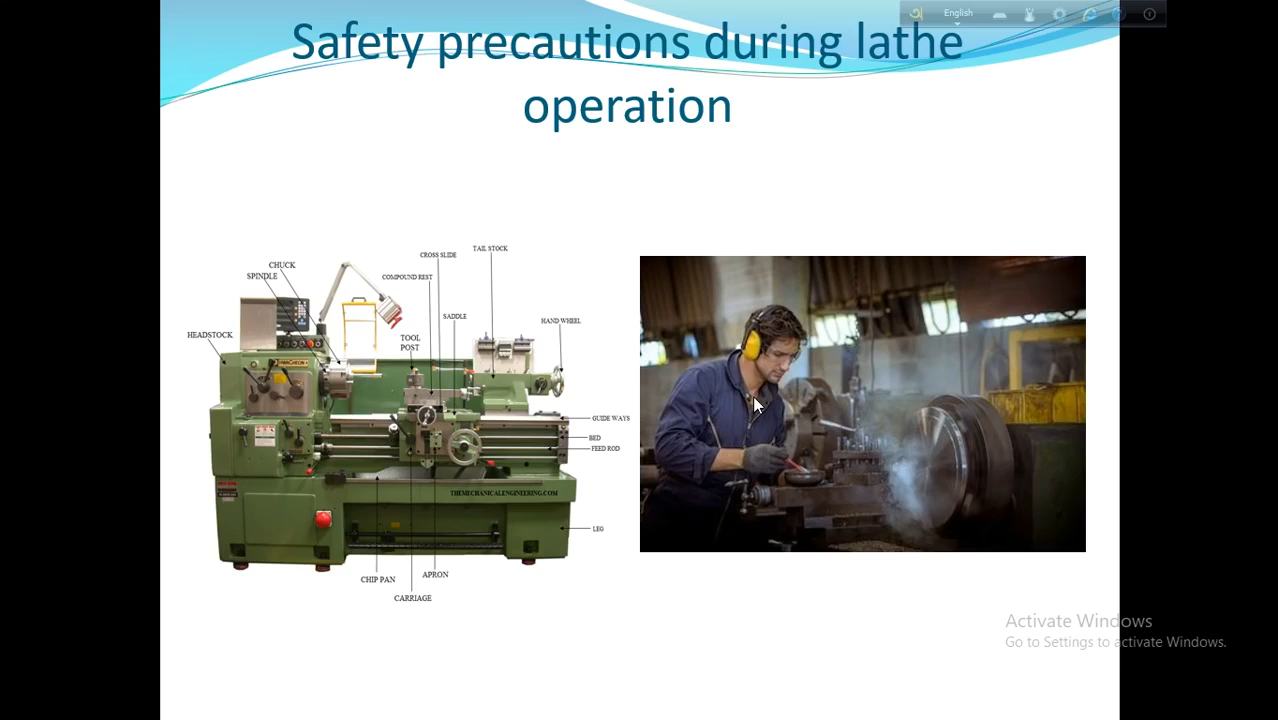 English
Safety precautions during lathe
operation
TAIL STOCK
CROSS SLIDE
CHUCK
SPINDLE
COMPOUND REST
SADDLE
HAND WHEEL
HEADSTOCK
TOOL
POST
GUIDE WAYS
BED
FEED ROD
THEMECHANICALENGINEERING.COM
LEG
CHIP PAN
APRON
CARRIAGE
Activate Windows
Go to Settings to activate Windows.